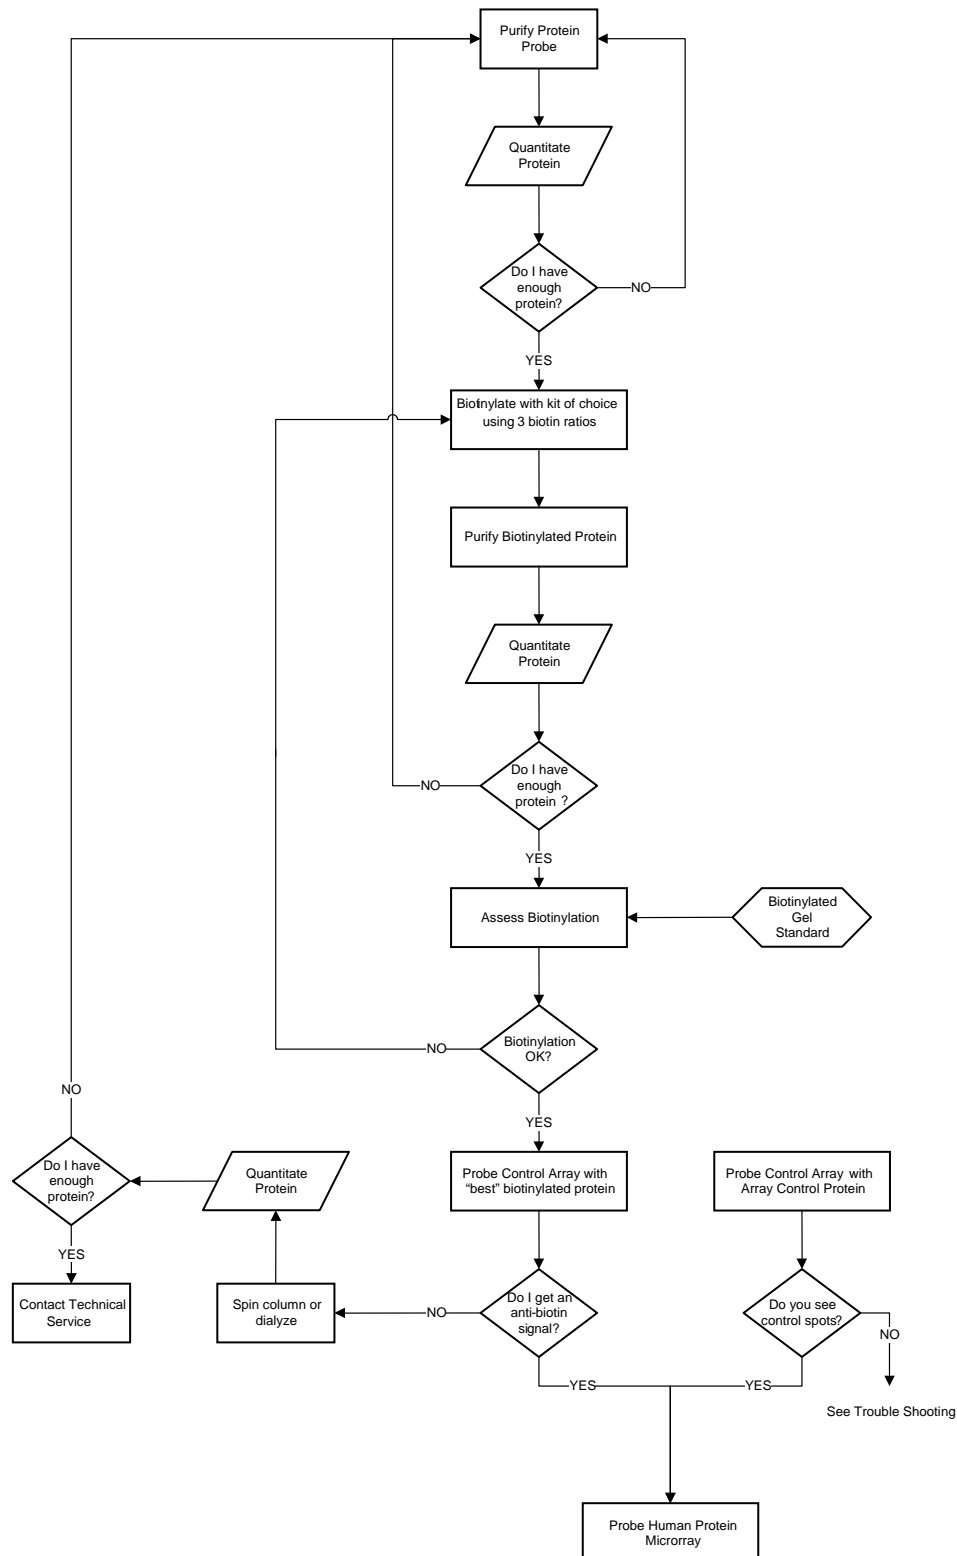 Purify Protein
Probe
Quantitate
Protein
Do I have
enough
protein?
NO
YES
Biotinylate with kit of choice
using 3 biotin ratios
Purify Biotinylated Protein
Quantitate
Protein
Do I have
enough
protein ?
NO
YES
Assess Biotinylation
Biotinylated
Gel
Standard
Biotinylation
OK?
NO
YES
Probe Control Array with
“best” biotinylated protein
Probe Control Array with
Array Control Protein
Do I get an
anti-biotin
signal?
NO
YES
Spin column or
dialyze
Quantitate
Protein
Do I have
enough
protein?
NO
YES
Contact Technical
Service
Do you see
control spots?
NO
YES
See Trouble Shooting
Probe Human Protein
Microrray